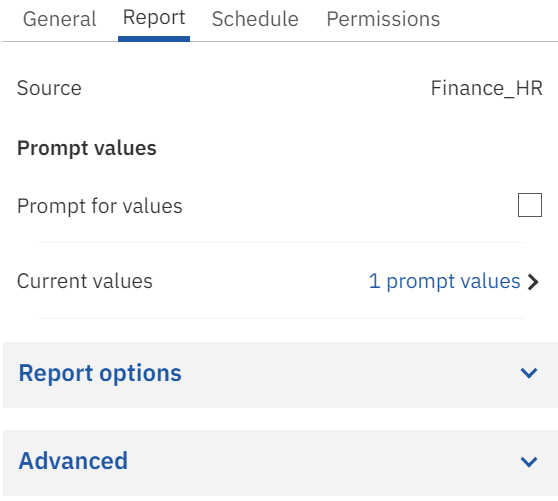 General Report Schedule Permissions
Source Finance_HR
Prompt values
Prompt for values
Current values 1 prompt values
Report options
Advanced